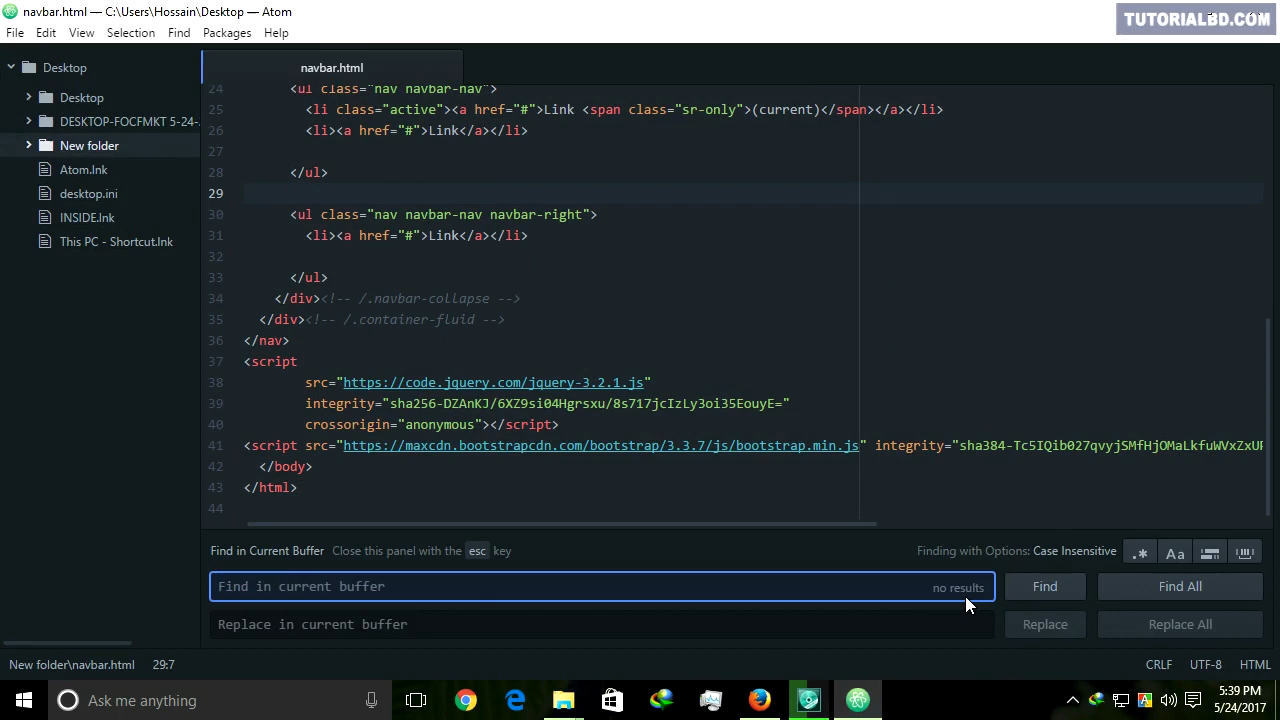 navbar.html — C:\Users\Hossain\Desktop — Atom
TUTORIALBD.COM
File Edit View Selection Find Packages Help
Desktop
Desktop
DESKTOP-FOCFMKT 5-24-
New folder
Atom.lnk
desktop.ini
INSIDE.lnk
This PC - Shortcut.lnk
navbar.html
24 <ul class="nav navbar-nav">
25 <li class="active"><a href="#">Link <span class="sr-only">(current)</span></a></li>
26 <li><a href="#">Link</a></li>
27
28 </ul>
29
30 <ul class="nav navbar-nav navbar-right">
31 <li><a href="#">Link</a></li>
32
33 </ul>
34 </div><!-- /.navbar-collapse -->
35 </div><!-- /.container-fluid -->
36 </nav>
37 <script
38 src="https://code.jquery.com/jquery-3.2.1.js"
39 integrity="sha256-DZAnKJ/6XZ9si04Hgrsxu/8s717jcIzLy3oi35EouyE="
40 crossorigin="anonymous"></script>
41 <script src="https://maxcdn.bootstrapcdn.com/bootstrap/3.3.7/js/bootstrap.min.js" integrity="sha384-Tc5IQib027qvyjSMfHjOMaLkfuWVxZxUP
42 </body>
43 </html>
44
Find in Current Buffer Close this panel with the esc key
Finding with Options: Case Insensitive
.* Aa
Find in current buffer no results Find Find All
Replace in current buffer Replace Replace All
New folder\navbar.html 29:7 CRLF UTF-8 HTML
Ask me anything
5:39 PM
5/24/2017